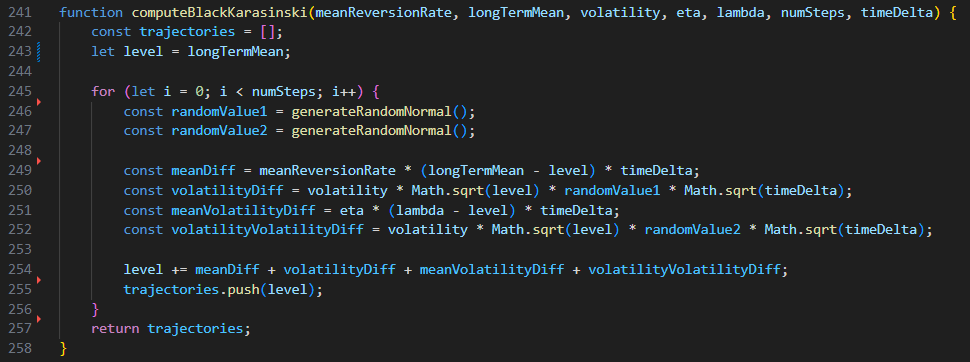 241 function computeBlackKarasinski(meanReversionRate, longTermMean, volatility, eta, lambda, numSteps, timeDelta) {
242     const trajectories = [];
243     let level = longTermMean;
244
245     for (let i = 0; i < numSteps; i++) {
246         const randomValue1 = generateRandomNormal();
247         const randomValue2 = generateRandomNormal();
248
249         const meanDiff = meanReversionRate * (longTermMean - level) * timeDelta;
250         const volatilityDiff = volatility * Math.sqrt(level) * randomValue1 * Math.sqrt(timeDelta);
251         const meanVolatilityDiff = eta * (lambda - level) * timeDelta;
252         const volatilityVolatilityDiff = volatility * Math.sqrt(level) * randomValue2 * Math.sqrt(timeDelta);
253
254         level += meanDiff + volatilityDiff + meanVolatilityDiff + volatilityVolatilityDiff;
255         trajectories.push(level);
256     }
257     return trajectories;
258 }